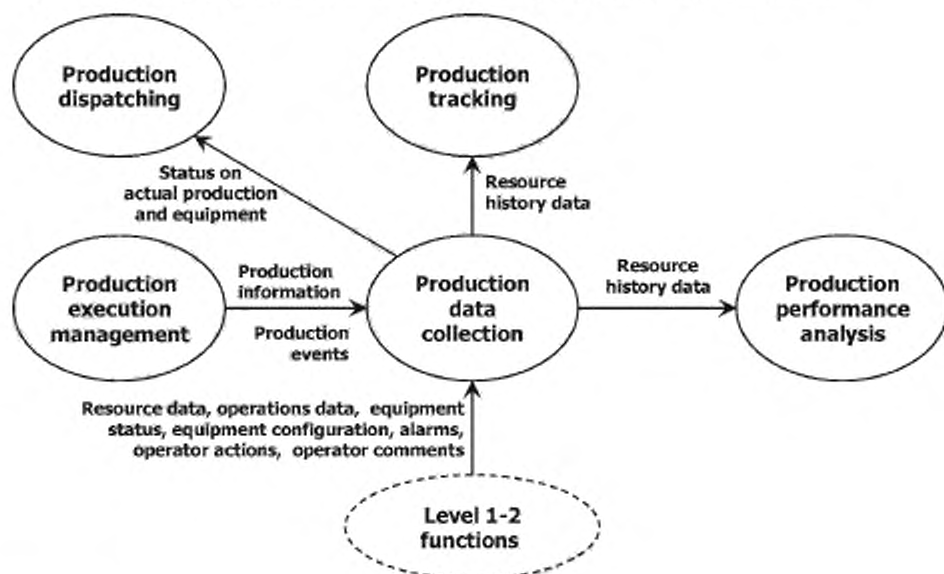 Production
dispatching
Production
tracking
Status on
actual production
and equipment
Resource
history data
Production
execution
management
Production
information
Production
events
Production
data
collection
Resource
history data
Production
performance
analysis
Resource data, operations data, equipment
status, equipment configuration, alarms,
operator actions, operator comments
Level 1-2
functions